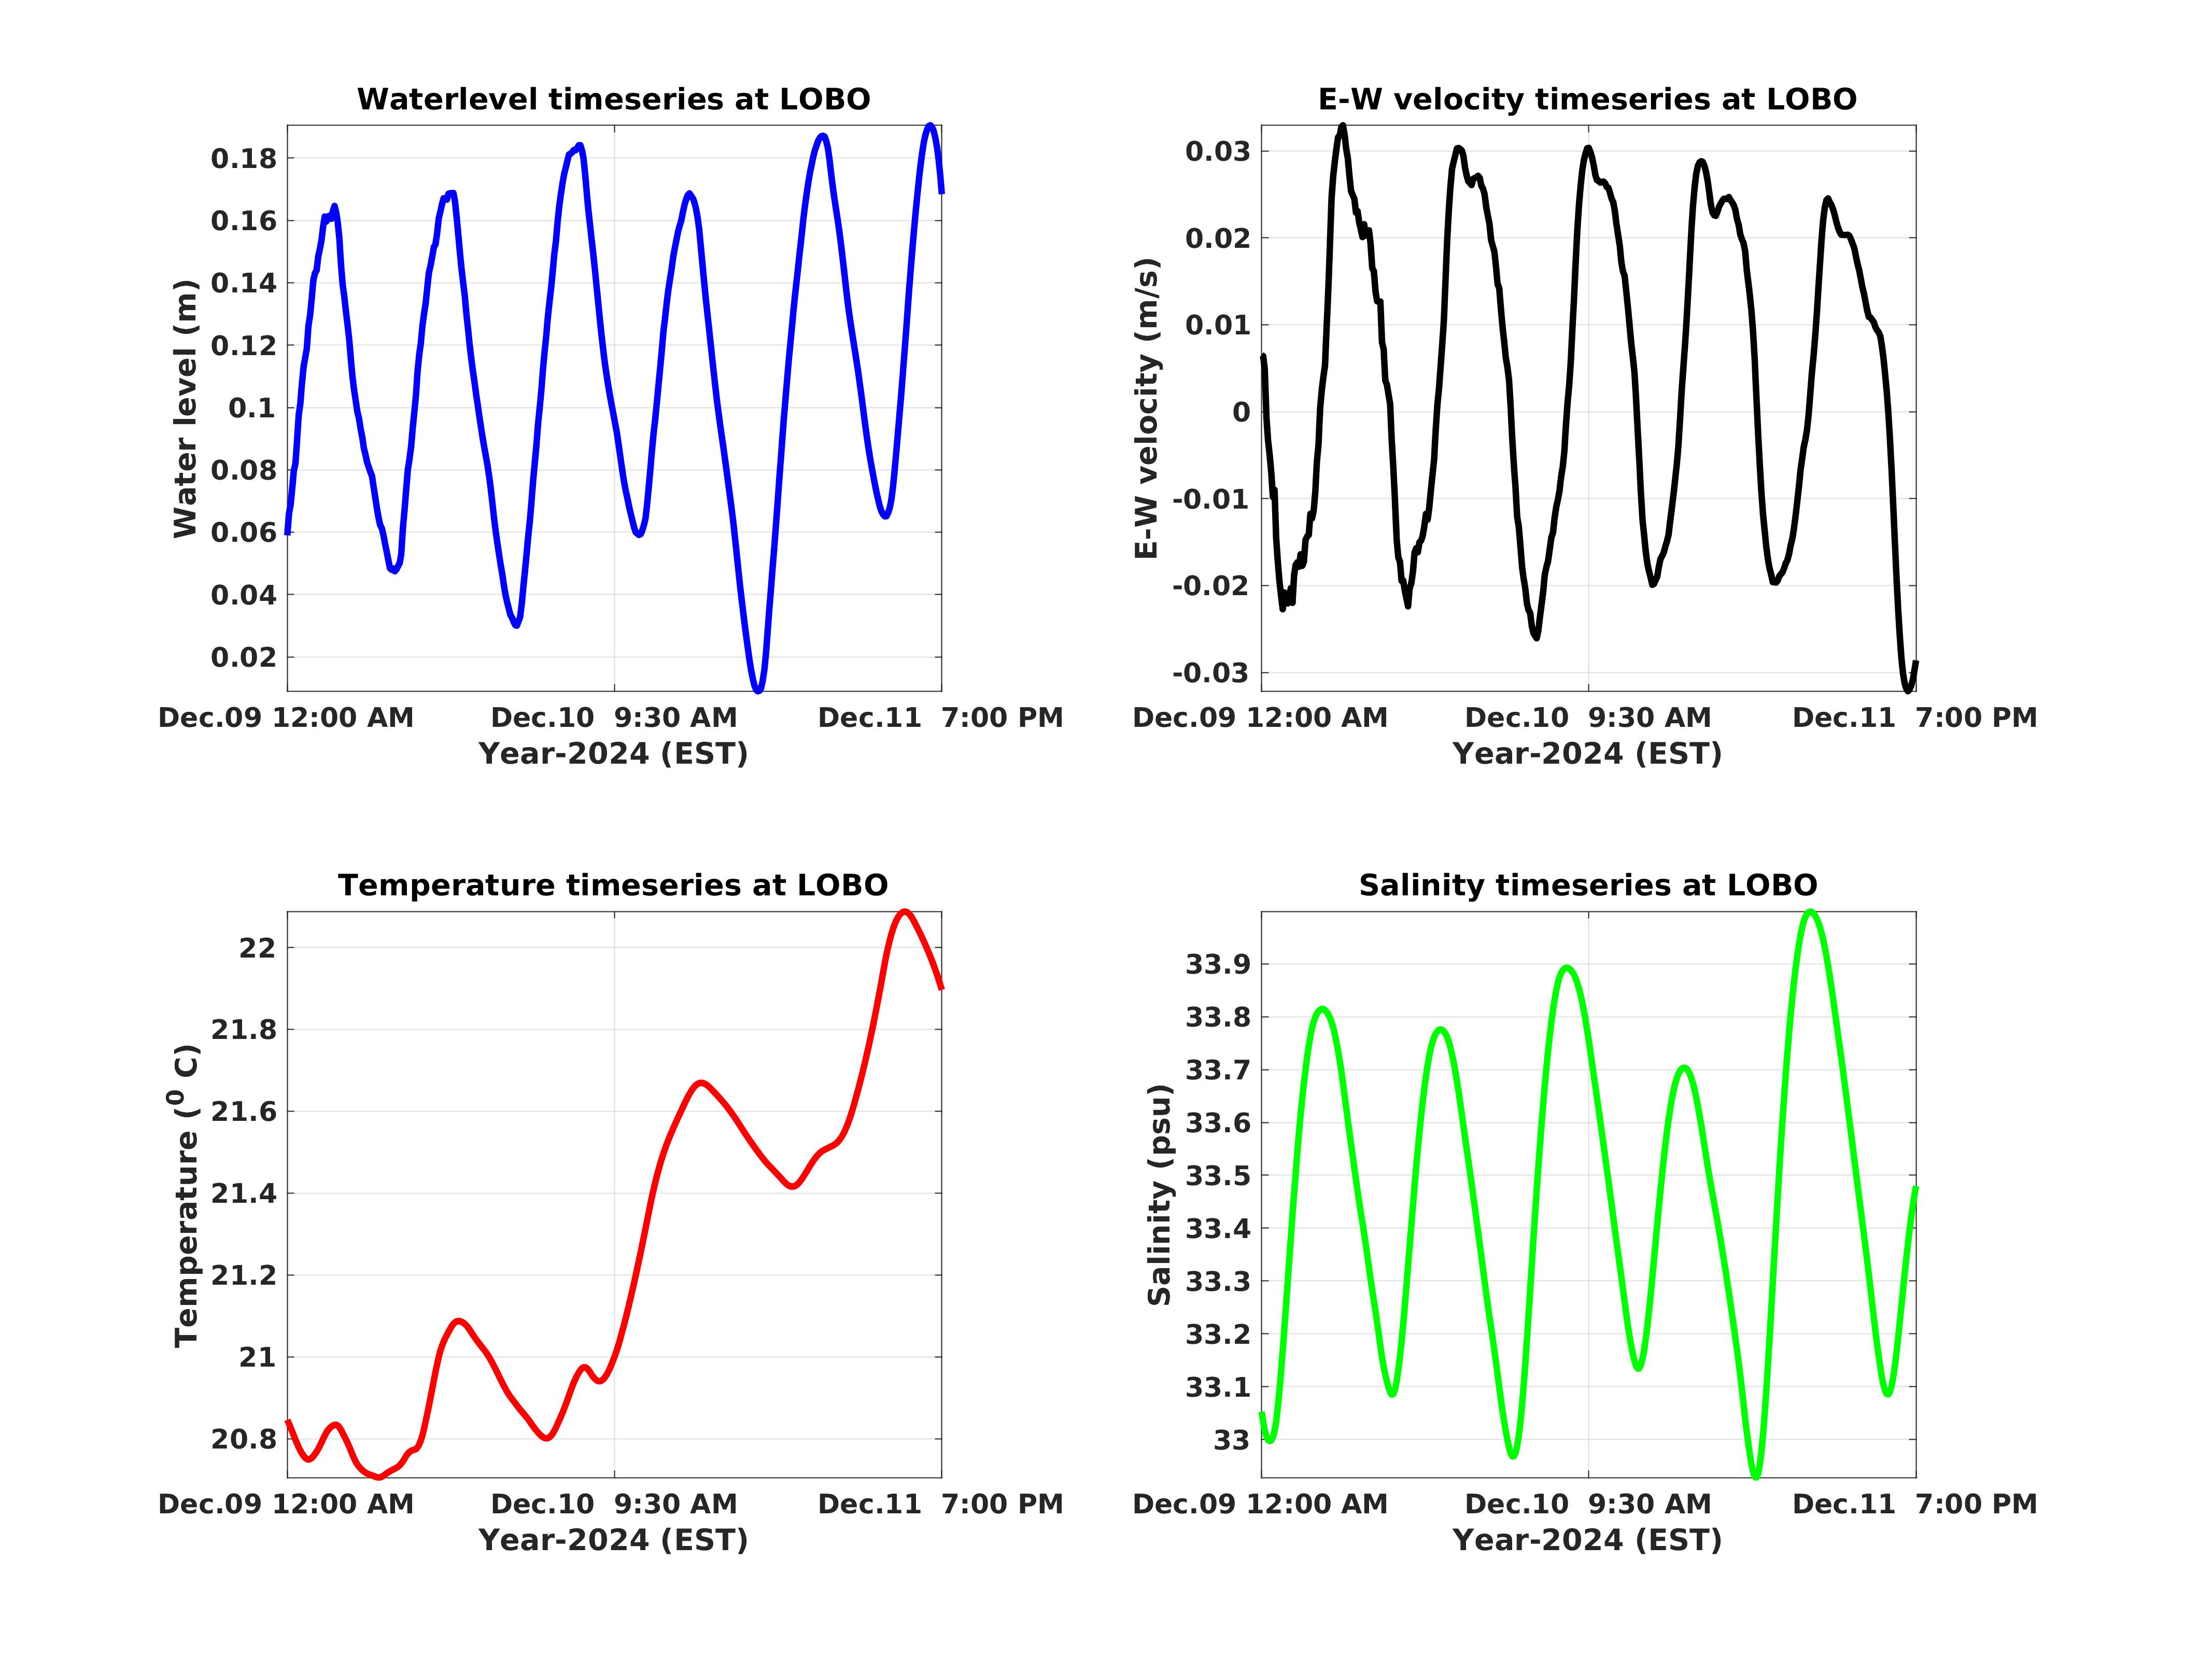 Waterlevel timeseries at LOBO
0.18
0.16
0.14
0.12
0.1
0.08
0.06
0.04
0.02
Water level (m)
Dec.09 12:00 AM Dec.10 9:30 AM Dec.11 7:00 PM
Year-2024 (EST)
E-W velocity timeseries at LOBO
0.03
0.02
0.01
0
-0.01
-0.02
-0.03
E-W velocity (m/s)
Dec.09 12:00 AM Dec.10 9:30 AM Dec.11 7:00 PM
Year-2024 (EST)
Temperature timeseries at LOBO
22
21.8
21.6
21.4
21.2
21
20.8
Temperature (⁰ C)
Dec.09 12:00 AM Dec.10 9:30 AM Dec.11 7:00 PM
Year-2024 (EST)
Salinity timeseries at LOBO
33.9
33.8
33.7
33.6
33.5
33.4
33.3
33.2
33.1
33
Salinity (psu)
Dec.09 12:00 AM Dec.10 9:30 AM Dec.11 7:00 PM
Year-2024 (EST)